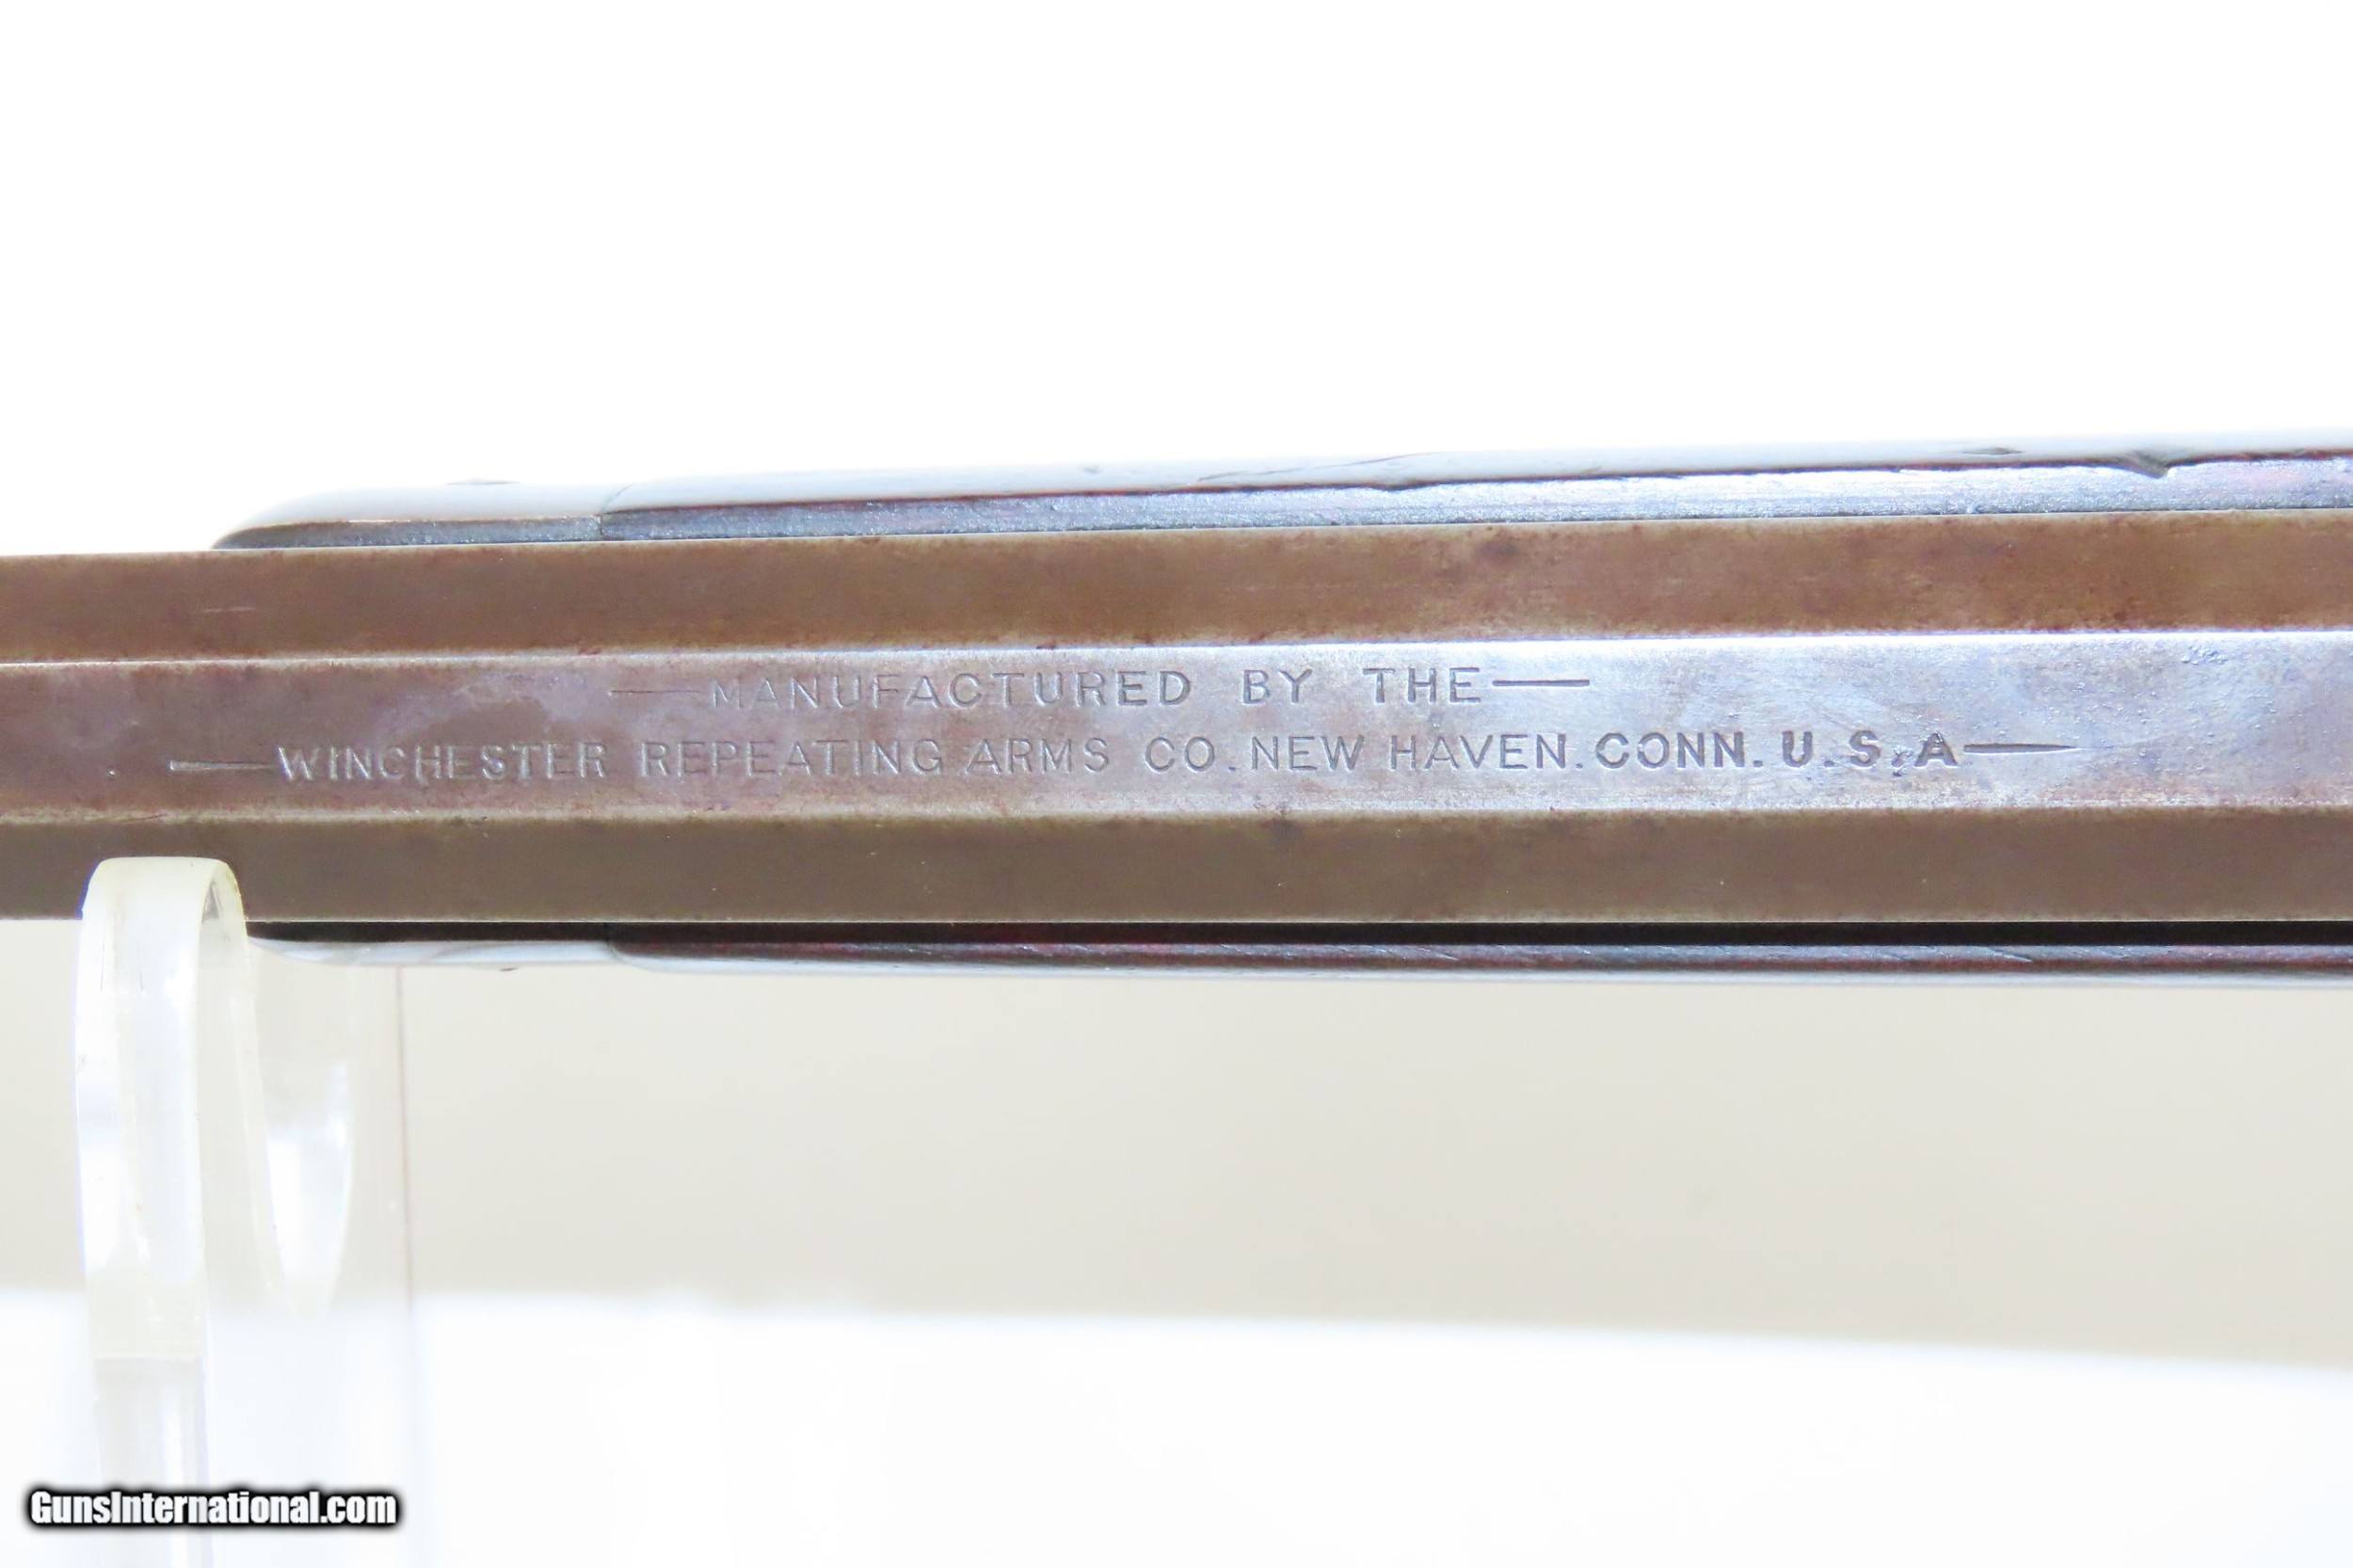 —MANUFACTURED BY THE—
—WINCHESTER REPEATING ARMS CO. NEW HAVEN. CONN. U.S.A—
GunsInternational.com